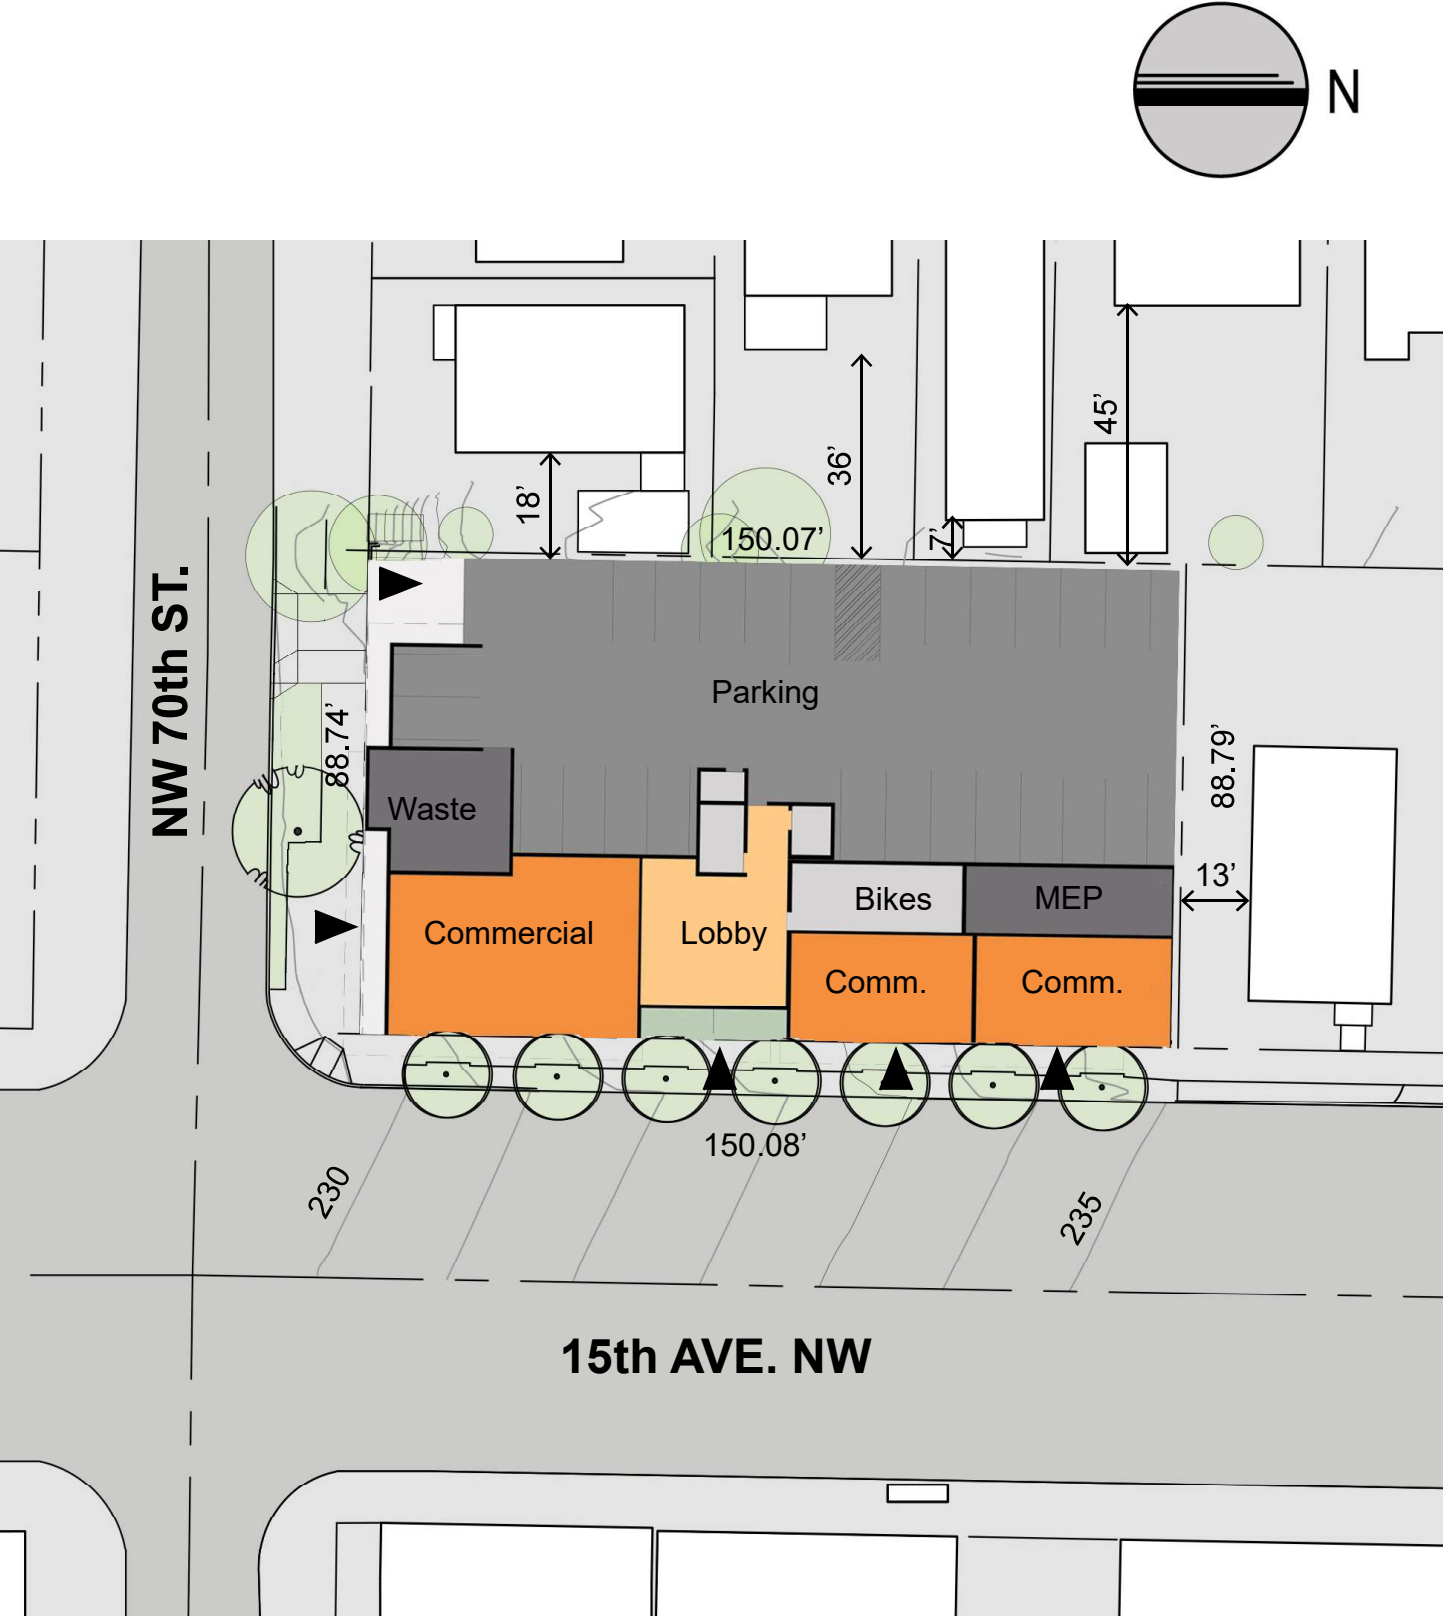 N
45’
36’
18’
150.07’
7’
NW 70th ST.
Parking
88.74’
88.79’
Waste
13’
Bikes
MEP
Commercial
Lobby
Comm.
Comm.
150.08’
230
235
15th AVE. NW